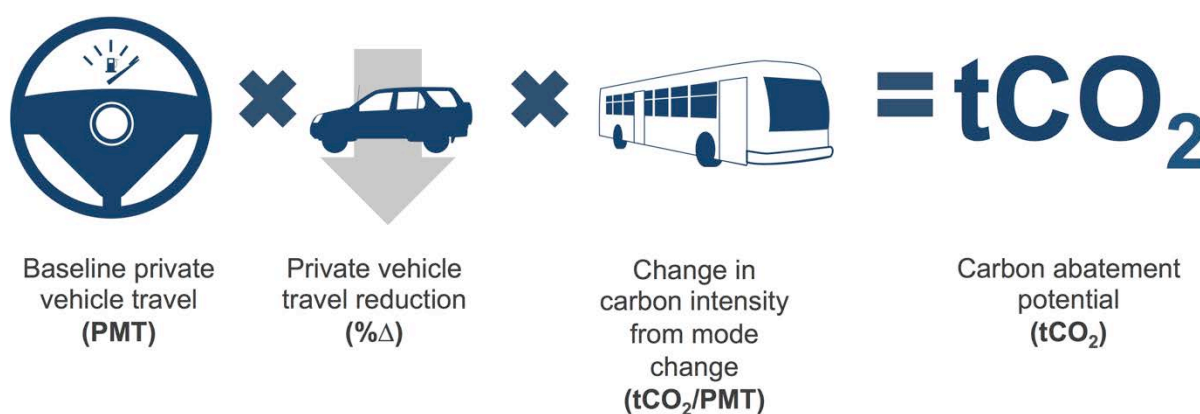 = tCO₂
Baseline private
vehicle travel
(PMT)
Private vehicle
travel reduction
(%Δ)
Change in
carbon intensity
from mode
change
(tCO₂/PMT)
Carbon abatement
potential
(tCO₂)